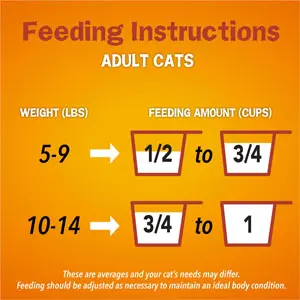 Feeding Instructions
ADULT CATS
WEIGHT (LBS) FEEDING AMOUNT (CUPS)
5-9 1/2 to 3/4
10-14 3/4 to 1
These are averages and your cat's needs may differ.
Feeding should be adjusted as necessary to maintain an ideal body condition.